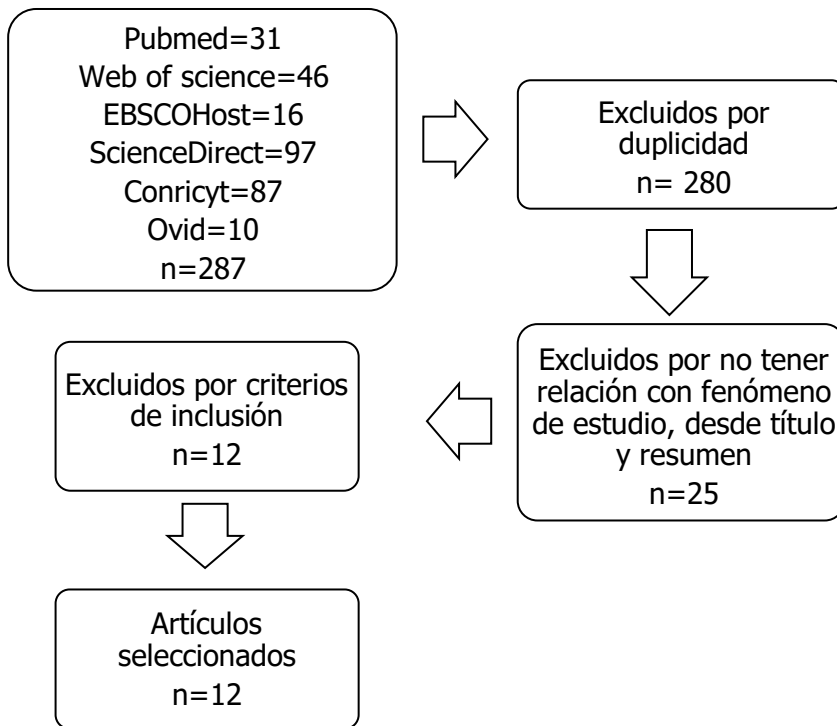 Pubmed=31
Web of science=46
EBSCOHost=16
ScienceDirect=97
Conricyt=87
Ovid=10
n=287
Excluidos por
duplicidad
n= 280
Excluidos por no tener
relación con fenómeno
de estudio, desde título
y resumen
n=25
Excluidos por criterios
de inclusión
n=12
Artículos
seleccionados
n=12